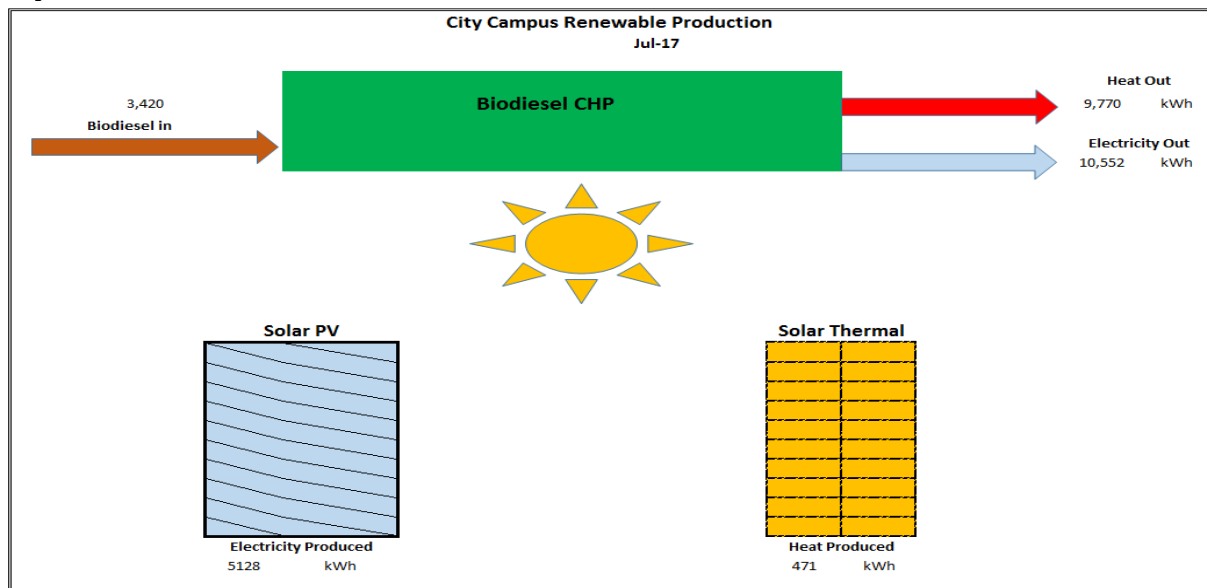 City Campus Renewable Production
Jul-17
Heat Out
3,420
Biodiesel CHP
9,770 kWh
Biodiesel in
Electricity Out
10,552 kWh
Solar PV
Solar Thermal
Electricity Produced
5128 kWh
Heat Produced
471 kWh